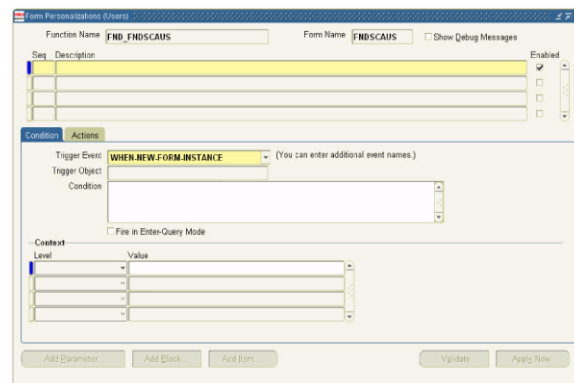 Form Personalizations (Users)
Function Name FND_FNDSCAUS Form Name FNDSCAUS Show Debug Messages
Seq Description Enabled
Condition Actions
Trigger Event WHEN-NEW-FORM-INSTANCE (You can enter additional event names.)
Trigger Object
Condition
Fire in Enter-Query Mode
Context
Level Value
Add Parameter... Add Block... Add Item... Validate Apply Now